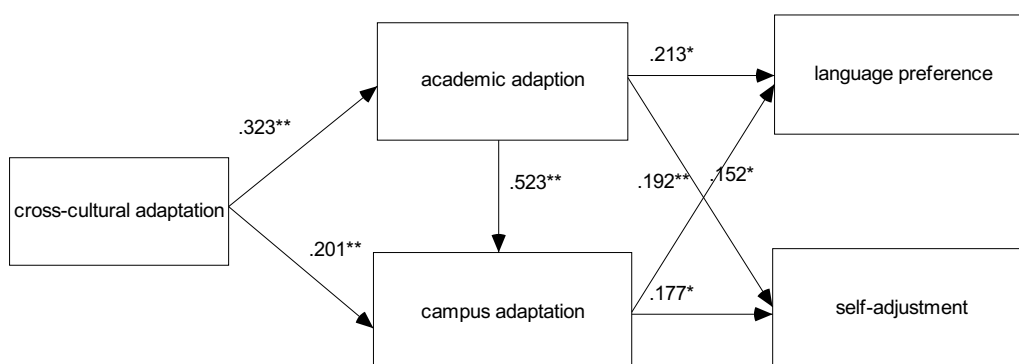 .213*
academic adaption
language preference
.323**
.523**
.192**
.152*
cross-cultural adaptation
.201**
.177*
campus adaptation
self-adjustment